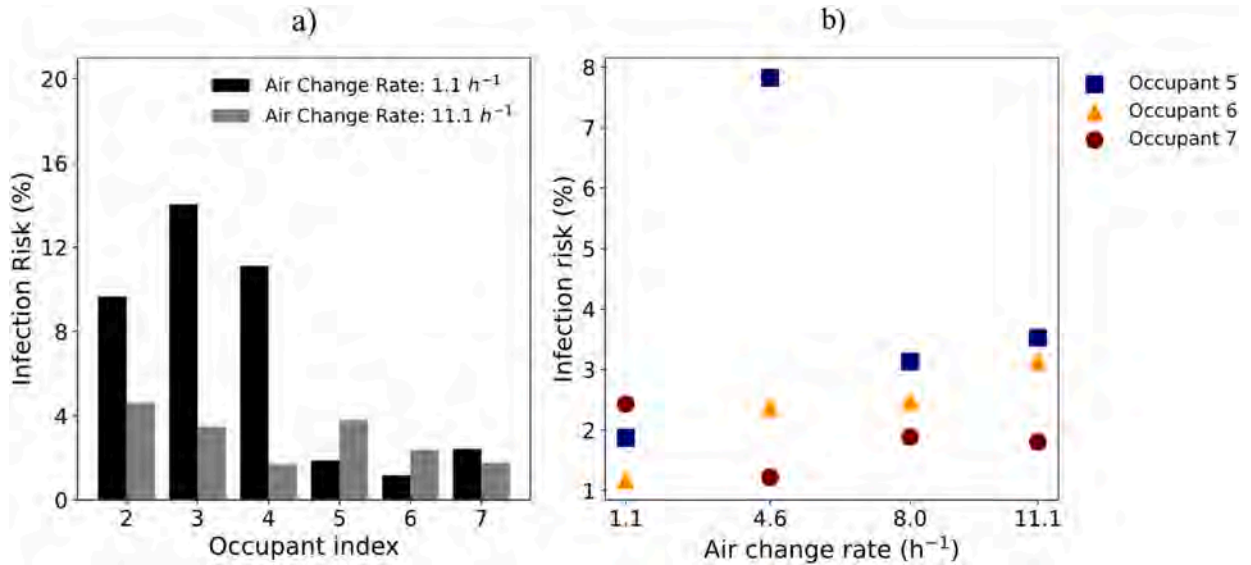 a)
20
16
12
8
4
0
Infection Risk (%)
Air Change Rate: 1.1 h⁻¹
Air Change Rate: 11.1 h⁻¹
2 3 4 5 6 7
Occupant index
b)
8
7
6
5
4
3
2
1
Infection risk (%)
1.1 4.6 8.0 11.1
Air change rate (h⁻¹)
Occupant 5
Occupant 6
Occupant 7